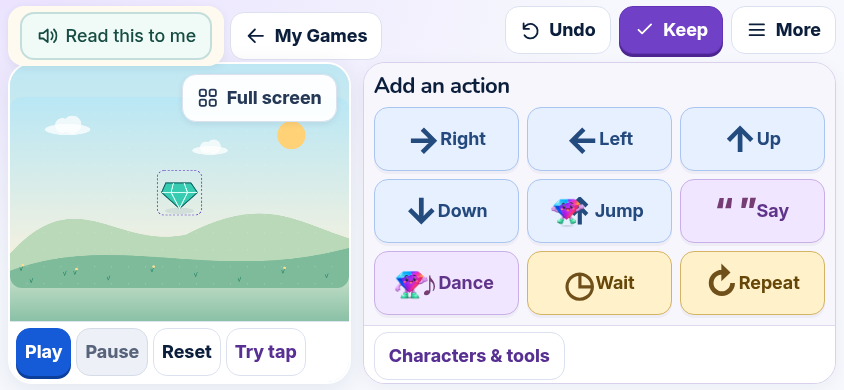 Read this to me
My Games
Undo
Keep
More
Full screen
Add an action
Right
Left
Up
Down
Jump
Say
Dance
Wait
Repeat
Play
Pause
Reset
Try tap
Characters & tools